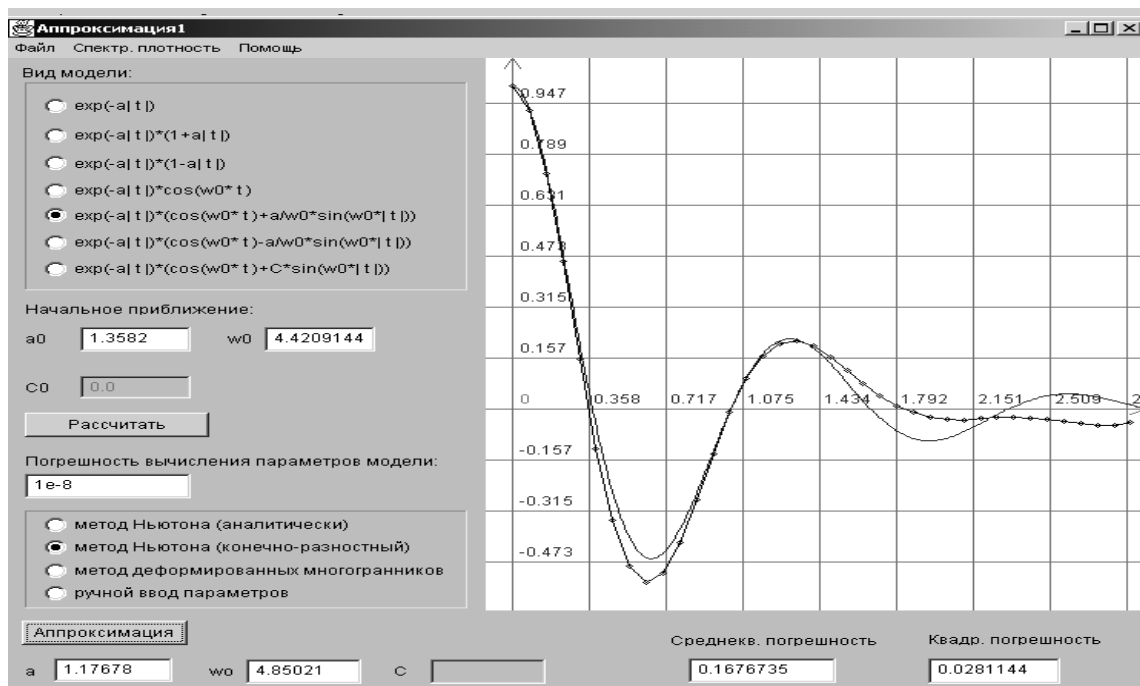 Аппроксимация1
Файл Спектр. плотность Помощь
Вид модели:
exp(-a|t|)
exp(-a|t|)*(1+a|t|)
exp(-a|t|)*(1-a|t|)
exp(-a|t|)*cos(w0*t)
exp(-a|t|)*(cos(w0*t)+a/w0*sin(w0*|t|))
exp(-a|t|)*(cos(w0*t)-a/w0*sin(w0*|t|))
exp(-a|t|)*(cos(w0*t)+C*sin(w0*|t|))
Начальное приближение:
a0 1.3582 w0 4.4209144
C0 0.0
Рассчитать
Погрешность вычисления параметров модели:
1e-8
метод Ньютона (аналитически)
метод Ньютона (конечно-разностный)
метод деформированных многогранников
ручной ввод параметров
Аппроксимация
a 1.17678 wo 4.85021 C
0.947
0.789
0.631
0.473
0.315
0.157
0 0.358 0.717 1.075 1.434 1.792 2.151 2.509 2
-0.157
-0.315
-0.473
Среднекв. погрешность Квадр. погрешность
0.1676735 0.0281144